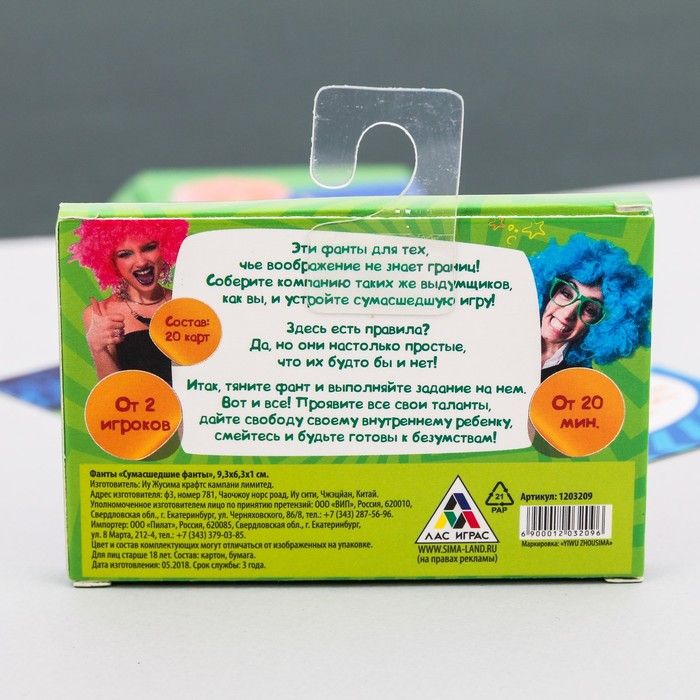 Эти фанты для тех,
чье воображение не знает границ!
Соберите компанию таких же выдумщиков,
как вы, и устройте сумасшедшую игру!
Состав:
20 карт
Здесь есть правила?
Да, но они настолько простые,
что их будто бы и нет!
От 2
игроков
Итак, тяните фант и выполняйте задание на нем.
Вот и все! Проявите все свои таланты,
дайте свободу своему внутреннему ребенку,
смейтесь и будьте готовы к безумствам!
От 20
мин.
Фанты «Сумасшедшие фанты», 9,3х6,3х1 см.
Изготовитель: Иу Жусима крафтс кампани лимитед.
Адрес изготовителя: ф3, номер 781, Чаочжоу норс роад, Иу сити, Чжэцзян, Китай.
Уполномоченное изготовителем лицо по принятию претензий: ООО «ВИП», Россия, 620010,
Свердловская обл., г. Екатеринбург, ул. Черняховского, 86/8, тел.: +7 (343) 287-56-96.
Импортер: ООО «Пилат», Россия, 620085, Свердловская обл., г. Екатеринбург,
ул. 8 Марта, 212-4, тел.: +7 (343) 379-03-85.
Цвет и состав комплектующих могут отличаться от изображенных на упаковке.
Для лиц старше 18 лет. Состав: картон, бумага.
Дата изготовления: 05.2018. Срок службы: 3 года.
ЛАС ИГРАС
WWW.SIMA-LAND.RU
(на правах рекламы)
21
PAP
Артикул: 1203209
6 900012 032096
Маркировка: «YIWU ZHOUSIMA»